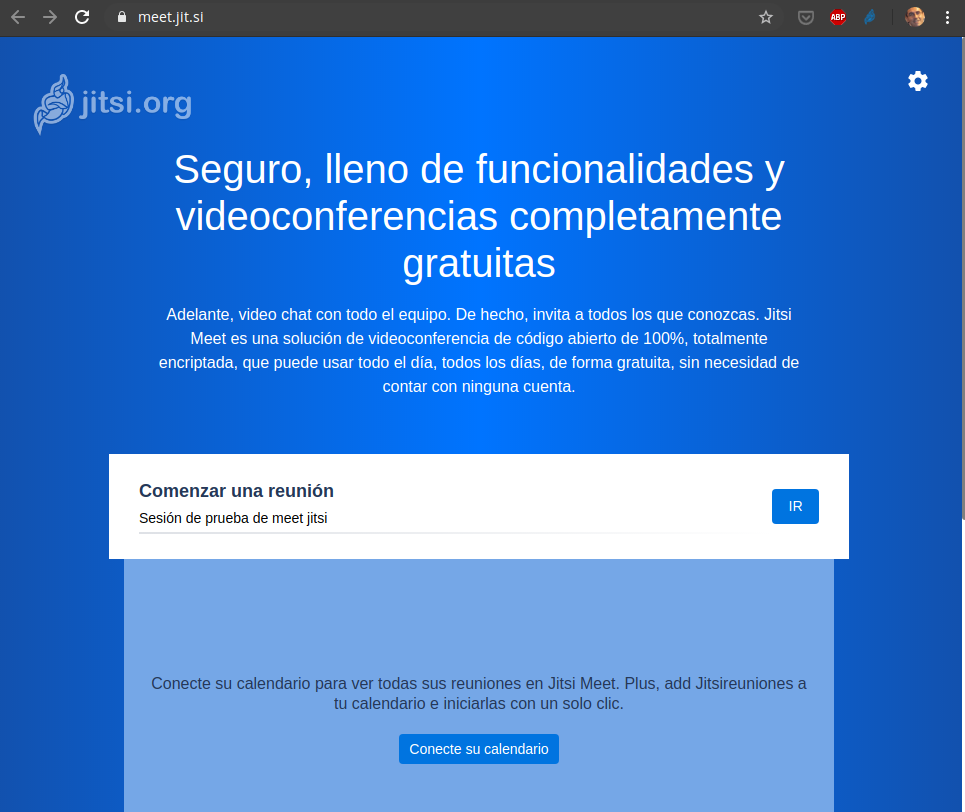 meet.jit.si
ABP
jitsi.org
Seguro, lleno de funcionalidades y
videoconferencias completamente
gratuitas
Adelante, video chat con todo el equipo. De hecho, invita a todos los que conozcas. Jitsi
Meet es una solución de videoconferencia de código abierto de 100%, totalmente
encriptada, que puede usar todo el día, todos los días, de forma gratuita, sin necesidad de
contar con ninguna cuenta.
Comenzar una reunión
Sesión de prueba de meet jitsi
IR
Conecte su calendario para ver todas sus reuniones en Jitsi Meet. Plus, add Jitsireuniones a
tu calendario e iniciarlas con un solo clic.
Conecte su calendario